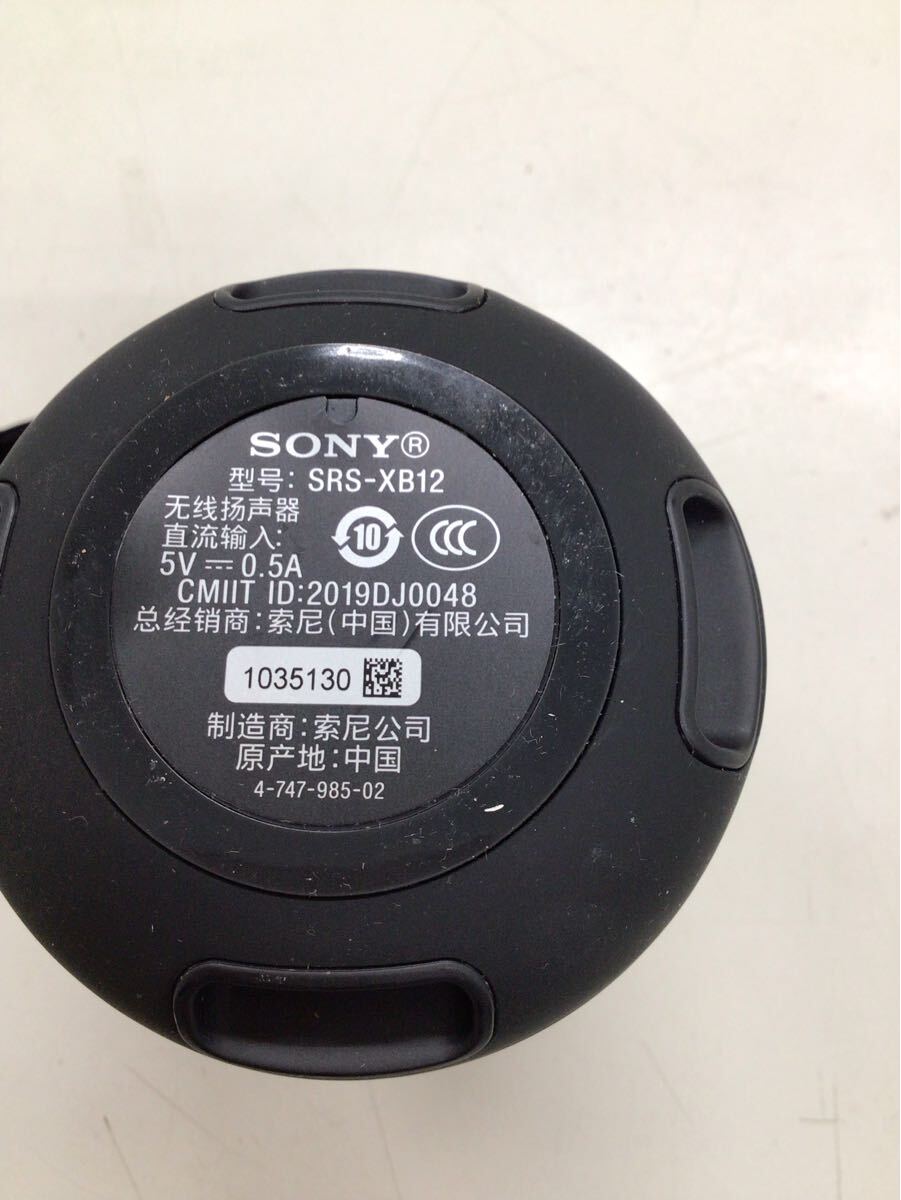 SONY®
型号: SRS-XB12
无线扬声器
直流输入:
5V ⎓ 0.5A
10
CCC
CMIIT ID:2019DJ0048
总经销商:索尼(中国)有限公司
1035130
制造商:索尼公司
原产地:中国
4-747-985-02